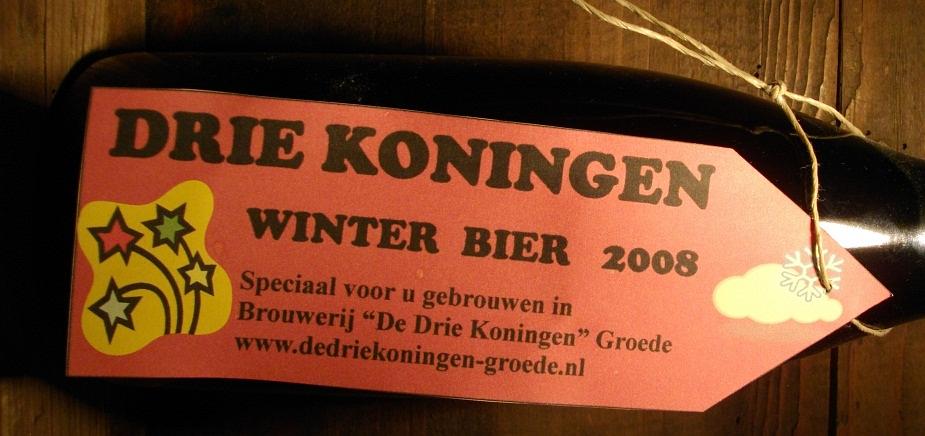 DRIE KONINGEN
WINTER BIER 2008
Speciaal voor u gebrouwen in
Brouwerij “De Drie Koningen” Groede
www.dedriekoningen-groede.nl